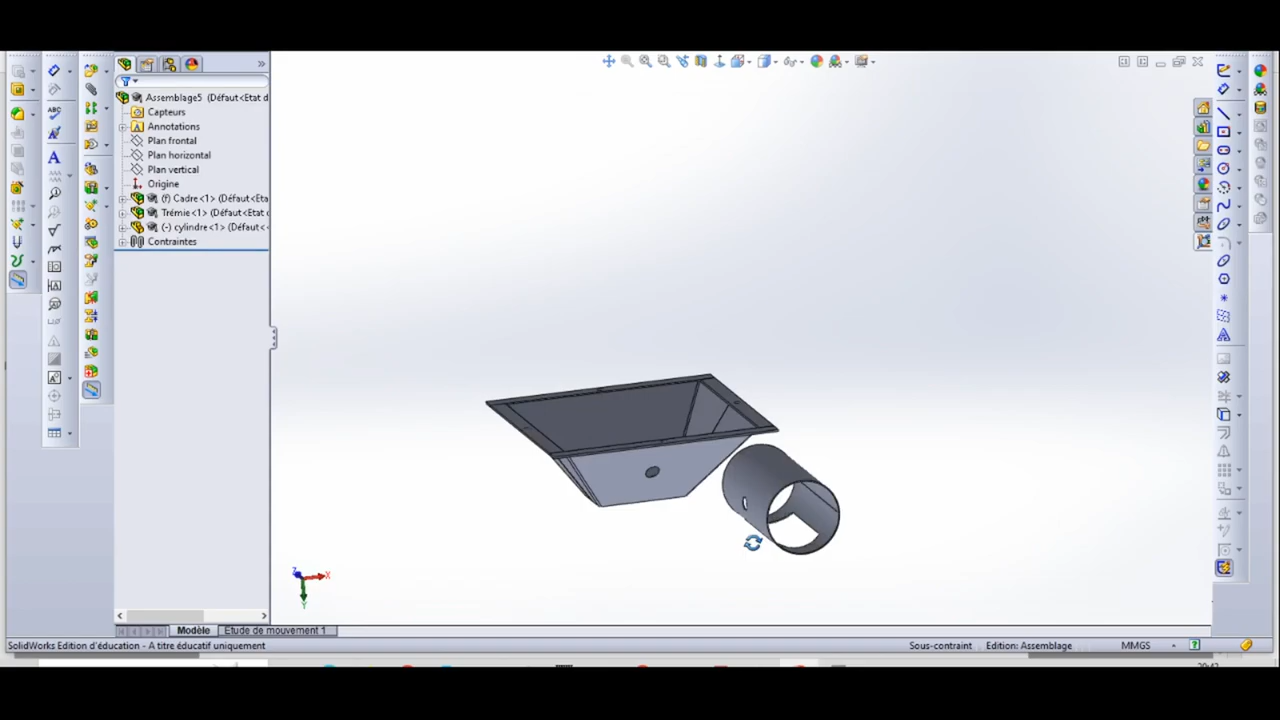 Assemblage5 (Défaut<Etat d
Capteurs
Annotations
Plan frontal
Plan horizontal
Plan vertical
Origine
(f) Cadre<1> (Défaut<Eta
Trémie<1> (Défaut<Etat d
(-) cylindre<1> (Défaut<
Contraintes
ABC
A
Z X
Y
Modèle Etude de mouvement 1
SolidWorks Edition d'éducation - A titre éducatif uniquement Sous-contraint Edition: Assemblage MMGS